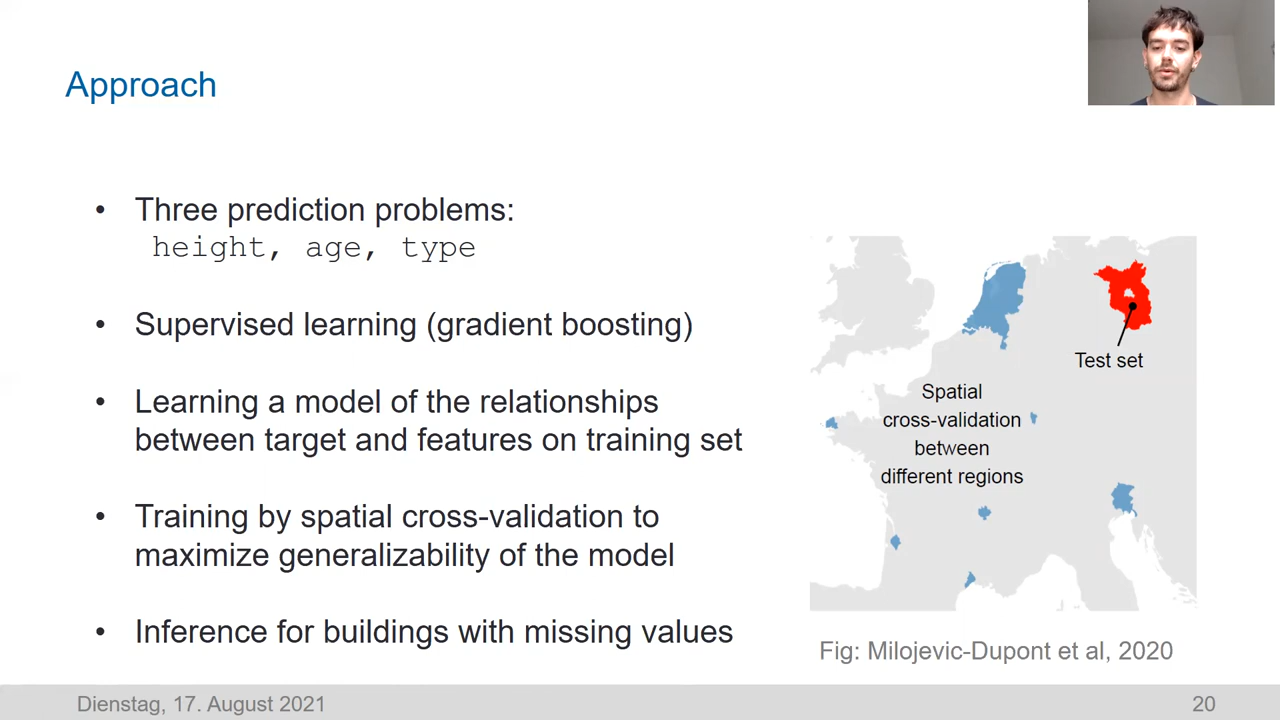 Approach
• Three prediction problems:
height, age, type
• Supervised learning (gradient boosting)
• Learning a model of the relationships
between target and features on training set
• Training by spatial cross-validation to
maximize generalizability of the model
• Inference for buildings with missing values
Test set
Spatial
cross-validation
between
different regions
Fig: Milojevic-Dupont et al, 2020
Dienstag, 17. August 2021
20